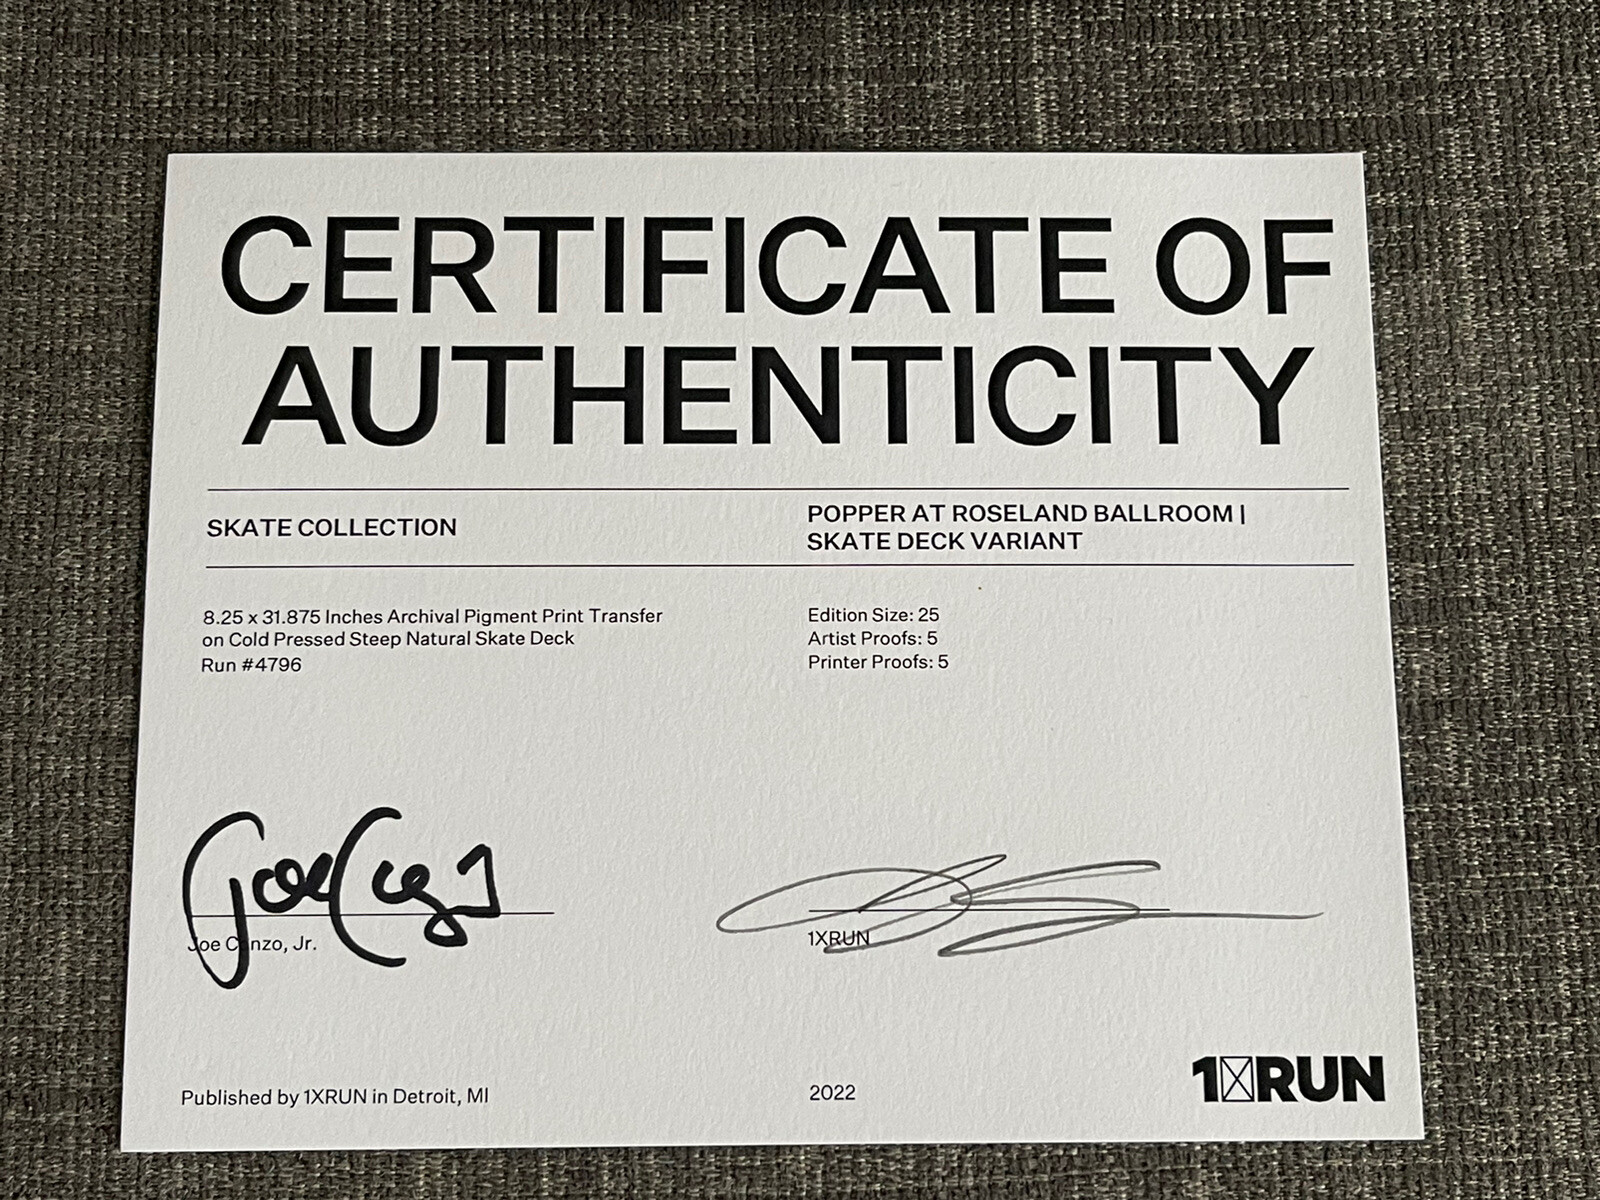 CERTIFICATE OF
AUTHENTICITY
SKATE COLLECTION
POPPER AT ROSELAND BALLROOM |
SKATE DECK VARIANT
8.25 x 31.875 Inches Archival Pigment Print Transfer
on Cold Pressed Steep Natural Skate Deck
Run #4796
Edition Size: 25
Artist Proofs: 5
Printer Proofs: 5
Joe Conzo, Jr.
1XRUN
Published by 1XRUN in Detroit, MI
2022
1XRUN